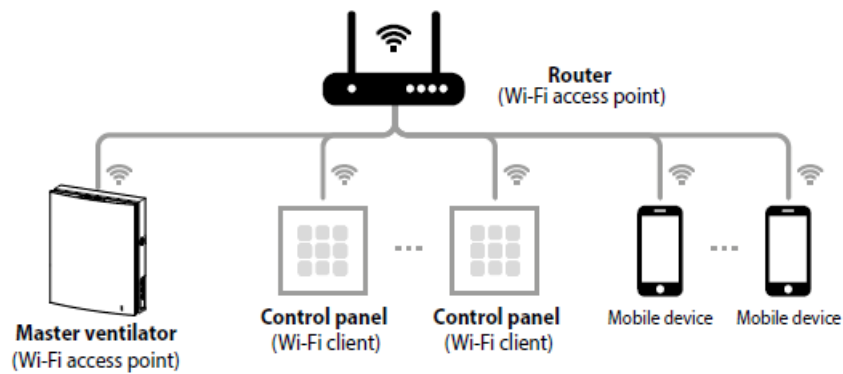 Router
(Wi-Fi access point)
Master ventilator
(Wi-Fi access point)
Control panel
(Wi-Fi client)
Control panel
(Wi-Fi client)
Mobile device
Mobile device